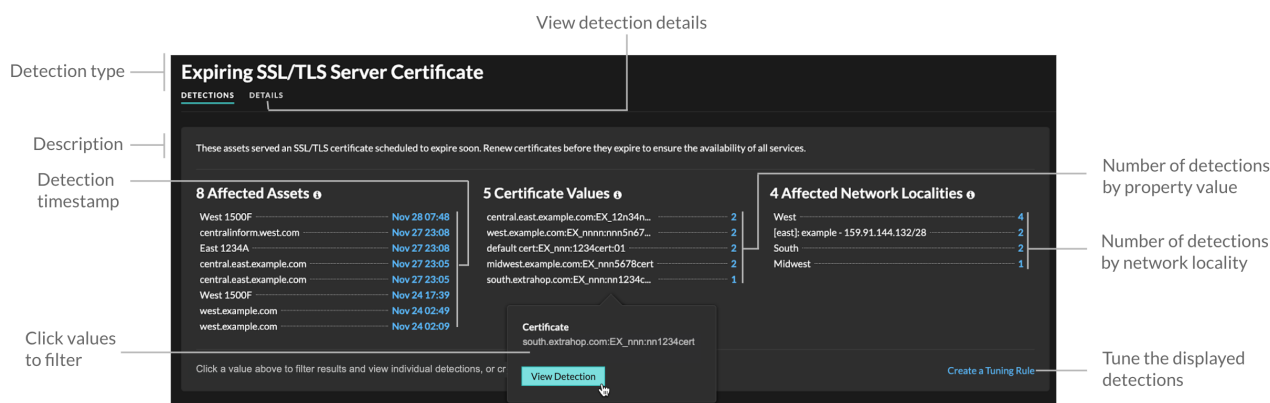 View detection details
Detection type
Expiring SSL/TLS Server Certificate
DETECTIONS DETAILS
Description
These assets served an SSL/TLS certificate scheduled to expire soon. Renew certificates before they expire to ensure the availability of all services.
Detection
timestamp
8 Affected Assets
West 1500F Nov 28 07:48
centralinform.west.com Nov 27 23:08
East 1234A Nov 27 23:08
central.east.example.com Nov 27 23:05
central.east.example.com Nov 27 23:05
West 1500F Nov 24 17:39
west.example.com Nov 24 02:49
west.example.com Nov 24 02:09
5 Certificate Values
central.east.example.com:EX_12n34n... 2
west.example.com:EX_nnnn:nnn5n67... 2
default cert:EX_nnn:1234cert:01 2
midwest.example.com:EX_nnn5678cert 2
south.extrahop.com:EX_nnn:nn1234c... 1
4 Affected Network Localities
West 4
[east]: example - 159.91.144.132/28 2
South 2
Midwest 1
Number of detections
by property value
Number of detections
by network locality
Click values
to filter
Certificate
south.extrahop.com:EX_nnn:nn1234cert
View Detection
Click a value above to filter results and view individual detections, or cr
Create a Tuning Rule
Tune the displayed
detections